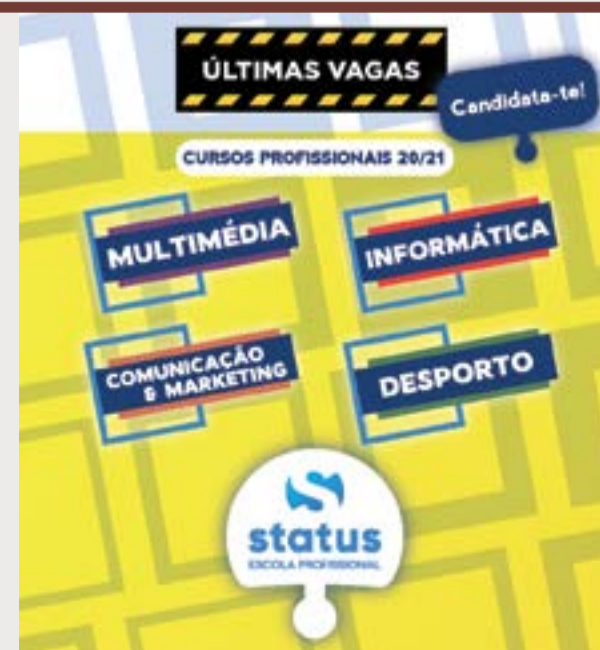 ÚLTIMAS VAGAS
Candidata-te!
CURSOS PROFISSIONAIS 20/21
MULTIMÉDIA
INFORMÁTICA
COMUNICAÇÃO
& MARKETING
DESPORTO
status
ESCOLA PROFISSIONAL